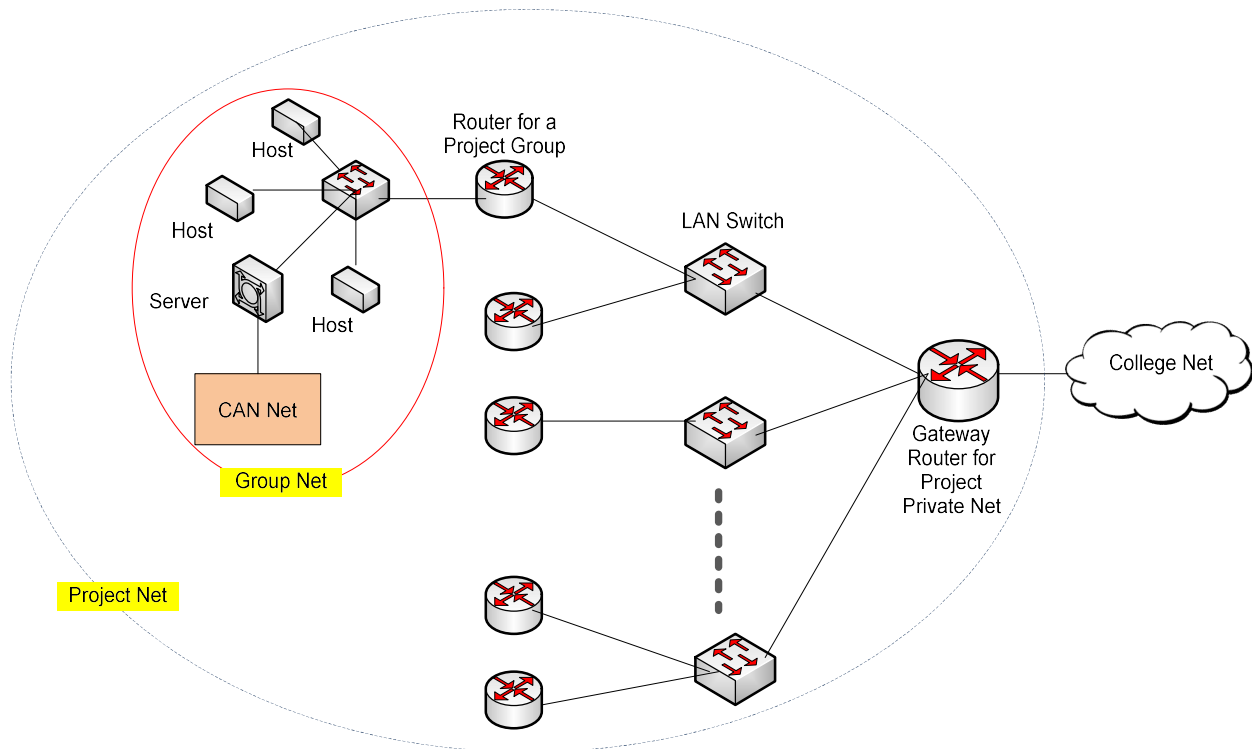 Host
Host
Server
Host
CAN Net
Group Net
Project Net
Router for a
Project Group
LAN Switch
Gateway
Router for
Project
Private Net
College Net